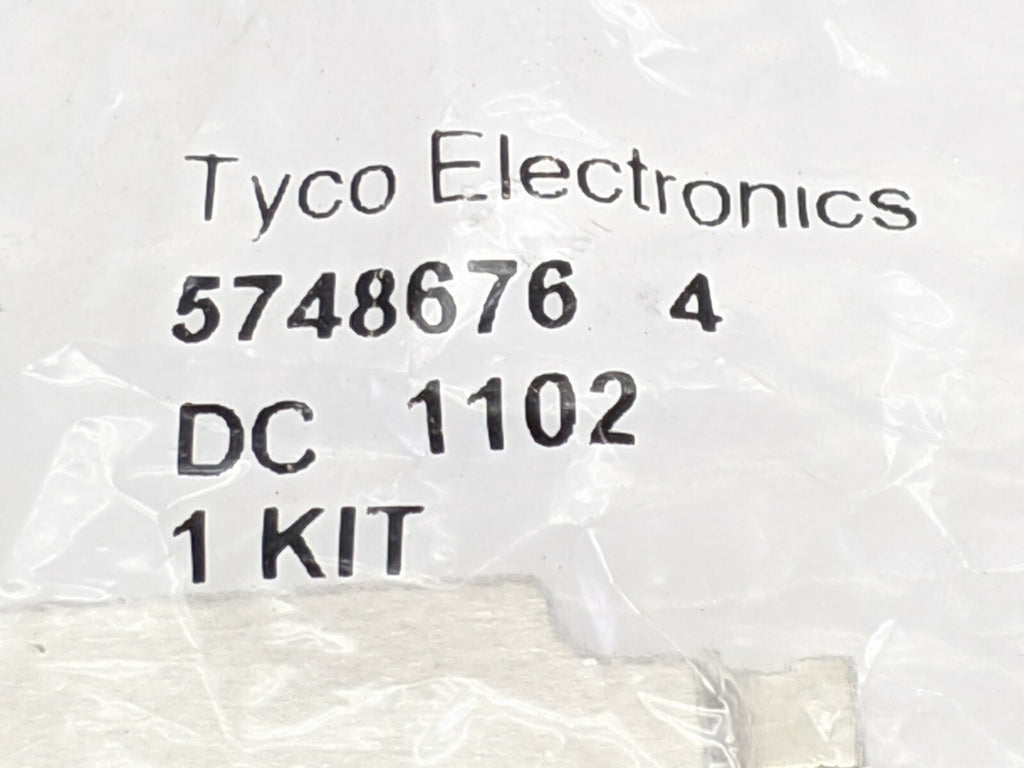 Tyco Electronics
5748676 4
DC 1102
1 KIT